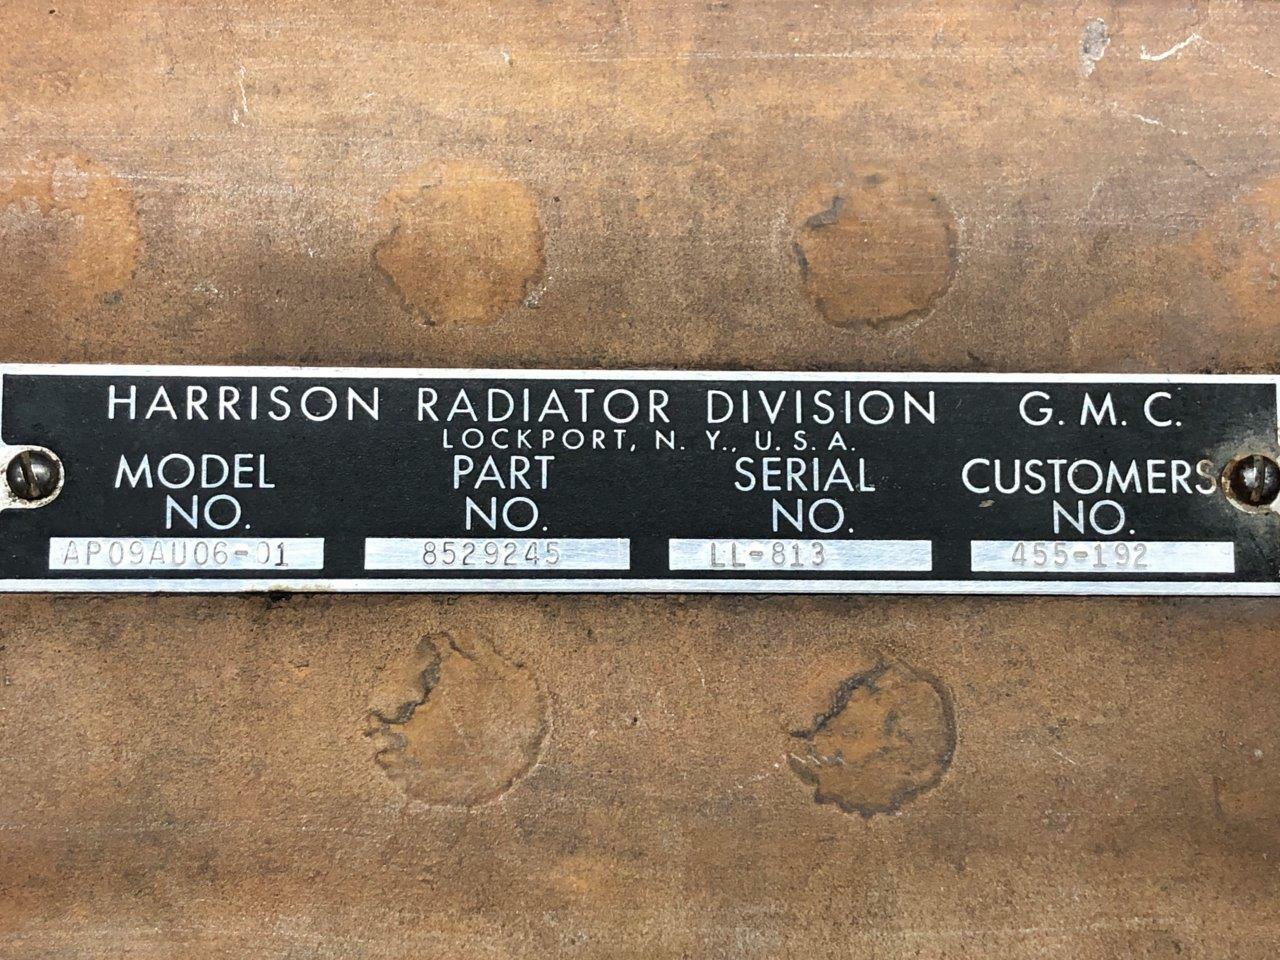 HARRISON RADIATOR DIVISION G. M. C.
LOCKPORT, N. Y., U. S. A.
MODEL NO. PART NO. SERIAL NO. CUSTOMERS NO.
AP09AU06-01 8529245 LL-813 455-192